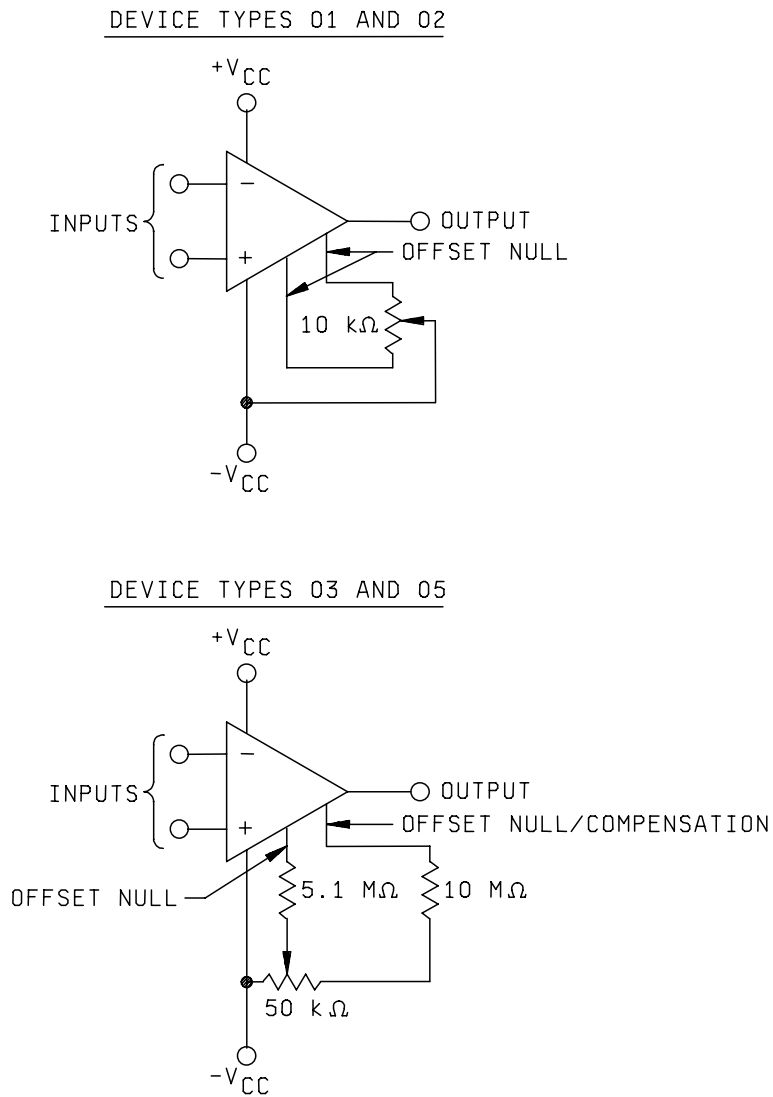 DEVICE TYPES 01 AND 02
+VCC
−
INPUTS
+
OUTPUT
OFFSET NULL
10 kΩ
-VCC
DEVICE TYPES 03 AND 05
+VCC
−
INPUTS
+
OUTPUT
OFFSET NULL/COMPENSATION
OFFSET NULL
5.1 MΩ
10 MΩ
50 kΩ
-VCC